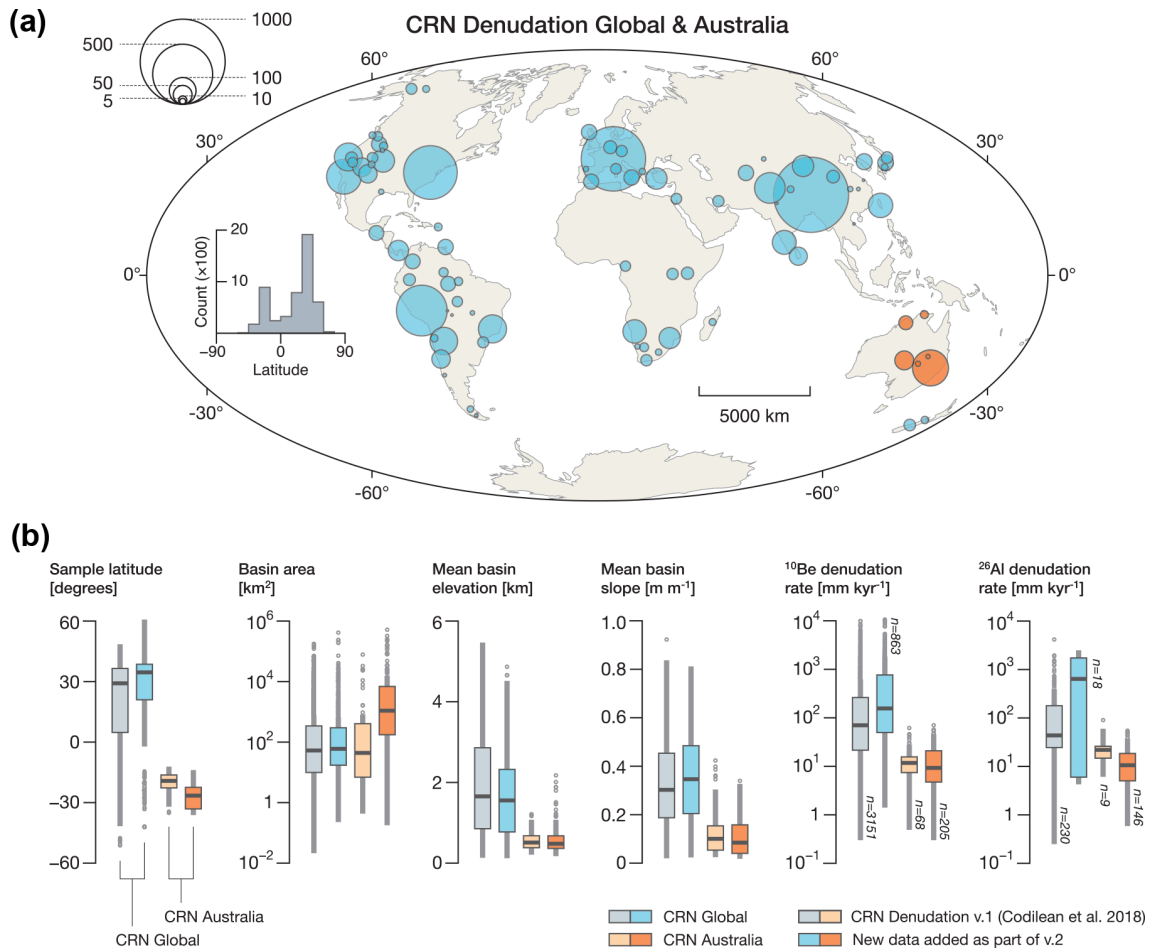 (a)
CRN Denudation Global & Australia
1000
500
100
50
10
5
60°
60°
30°
30°
0°
0°
-30°
-30°
-60°
-60°
20
10
Count (×100)
–90
0
90
Latitude
5000 km
(b)
Sample latitude
[degrees]
60
30
0
–30
–60
CRN Australia
CRN Global
Basin area
[km²]
10⁶
10⁴
10²
1
10⁻²
Mean basin
elevation [km]
6
4
2
0
Mean basin
slope [m m⁻¹]
1.0
0.8
0.6
0.4
0.2
0
¹⁰Be denudation
rate [mm kyr⁻¹]
10⁴
10³
10²
10¹
1
10⁻¹
n=3151
n=863
n=68
n=205
²⁶Al denudation
rate [mm kyr⁻¹]
10⁴
10³
10²
10¹
1
10⁻¹
n=230
n=18
n=9
n=146
CRN Global
CRN Australia
CRN Denudation v.1 (Codilean et al. 2018)
New data added as part of v.2